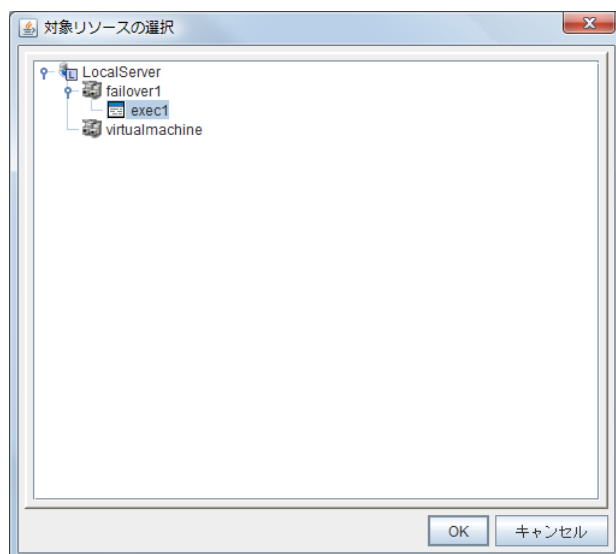 対象リソースの選択
LocalServer
failover1
exec1
virtualmachine
OK キャンセル